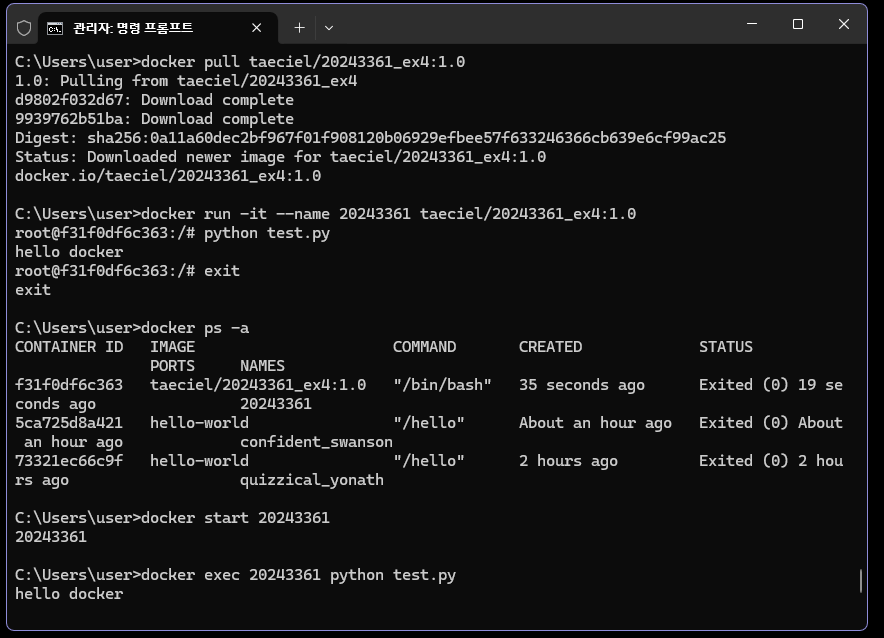 관리자: 명령 프롬프트
C:\Users\user>docker pull taeciel/20243361_ex4:1.0
1.0: Pulling from taeciel/20243361_ex4
d9802f032d67: Download complete
9939762b51ba: Download complete
Digest: sha256:0a11a60dec2bf967f01f908120b06929efbee57f633246366cb639e6cf99ac25
Status: Downloaded newer image for taeciel/20243361_ex4:1.0
docker.io/taeciel/20243361_ex4:1.0
C:\Users\user>docker run -it --name 20243361 taeciel/20243361_ex4:1.0
root@f31f0df6c363:/# python test.py
hello docker
root@f31f0df6c363:/# exit
exit
C:\Users\user>docker ps -a
CONTAINER ID   IMAGE                      COMMAND       CREATED             STATUS
               PORTS     NAMES
f31f0df6c363   taeciel/20243361_ex4:1.0   "/bin/bash"   35 seconds ago      Exited (0) 19 se
conds ago                20243361
5ca725d8a421   hello-world                "/hello"      About an hour ago   Exited (0) About
 an hour ago             confident_swanson
73321ec66c9f   hello-world                "/hello"      2 hours ago         Exited (0) 2 hou
rs ago                   quizzical_yonath
C:\Users\user>docker start 20243361
20243361
C:\Users\user>docker exec 20243361 python test.py
hello docker